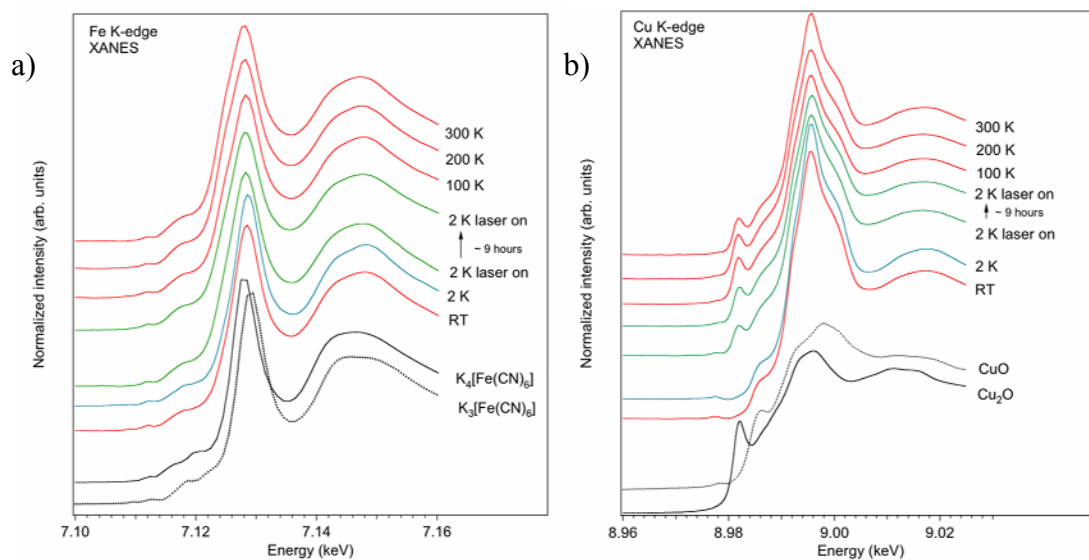 a)
Fe K-edge
XANES
Normalized intensity (arb. units)
300 K
200 K
100 K
2 K laser on
~ 9 hours
2 K laser on
2 K
RT
K₄[Fe(CN)₆]
K₃[Fe(CN)₆]
7.10 7.12 7.14 7.16
Energy (keV)
b)
Cu K-edge
XANES
Normalized intensity (arb. units)
300 K
200 K
100 K
2 K laser on
~ 9 hours
2 K laser on
2 K
RT
CuO
Cu₂O
8.96 8.98 9.00 9.02
Energy (keV)